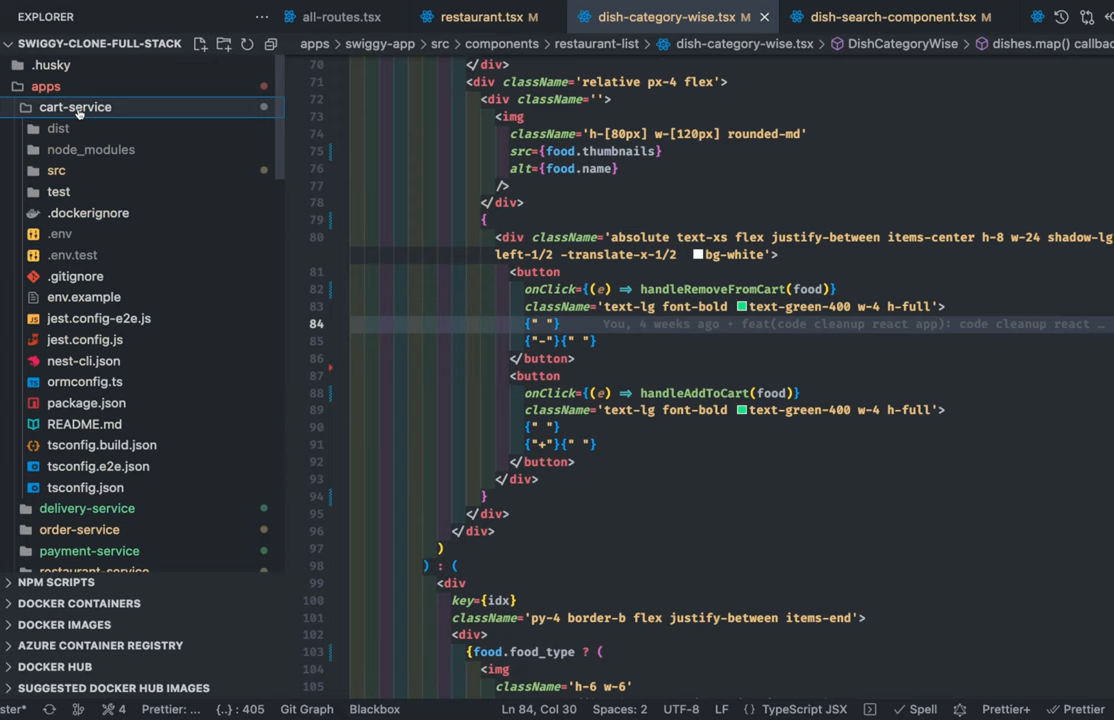 EXPLORER
SWIGGY-CLONE-FULL-STACK
.husky
apps
cart-service
dist
node_modules
src
test
.dockerignore
.env
.env.test
.gitignore
env.example
jest.config-e2e.js
jest.config.js
nest-cli.json
ormconfig.ts
package.json
README.md
tsconfig.build.json
tsconfig.e2e.json
tsconfig.json
delivery-service
order-service
payment-service
restaurant-service
NPM SCRIPTS
DOCKER CONTAINERS
DOCKER IMAGES
AZURE CONTAINER REGISTRY
DOCKER HUB
SUGGESTED DOCKER HUB IMAGES
all-routes.tsx restaurant.tsx M dish-category-wise.tsx M dish-search-component.tsx M
apps > swiggy-app > src > components > restaurant-list > dish-category-wise.tsx > DishCategoryWise > dishes.map() callback
70 </div>
71 <div className='relative px-4 flex'>
72 <div className=''>
73 <img
74 className='h-[80px] w-[120px] rounded-md'
75 src={food.thumbnails}
76 alt={food.name}
77 />
78 </div>
79 {
80 <div className='absolute text-xs flex justify-between items-center h-8 w-24 shadow-lg
left-1/2 -translate-x-1/2 bg-white'>
81 <button
82 onClick={(e) => handleRemoveFromCart(food)}
83 className='text-lg font-bold text-green-400 w-4 h-full'>
84 {" "} You, 4 weeks ago • feat(code cleanup react app): code cleanup react …
85 {"-"}{" "}
86 </button>
87 <button
88 onClick={(e) => handleAddToCart(food)}
89 className='text-lg font-bold text-green-400 w-4 h-full'>
90 {" "}
91 {"+"}{" "}
92 </button>
93 </div>
94 }
95 </div>
96 </div>
97 )
98 ) : (
99 <div
100 key={idx}
101 className='py-4 border-b flex justify-between items-end'>
102 <div>
103 {food.food_type ? (
104 <img
105 className='h-6 w-6'
ster* 4 Prettier: ... {..} : 405 Git Graph Blackbox Ln 84, Col 30 Spaces: 2 UTF-8 LF {} TypeScript JSX Spell Prettier+ Prettier